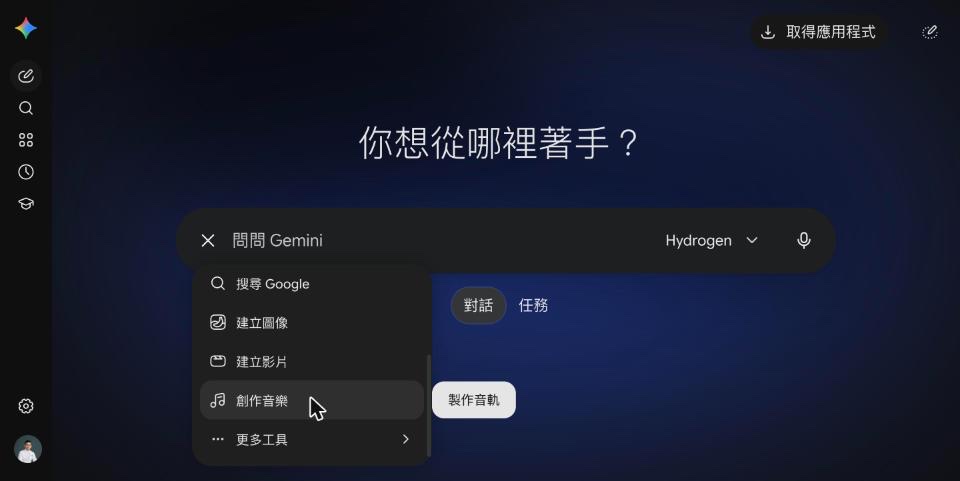 取得應用程式
你想從哪裡著手？
問問 Gemini
Hydrogen
搜尋 Google
對話 任務
建立圖像
建立影片
創作音樂
製作音軌
更多工具